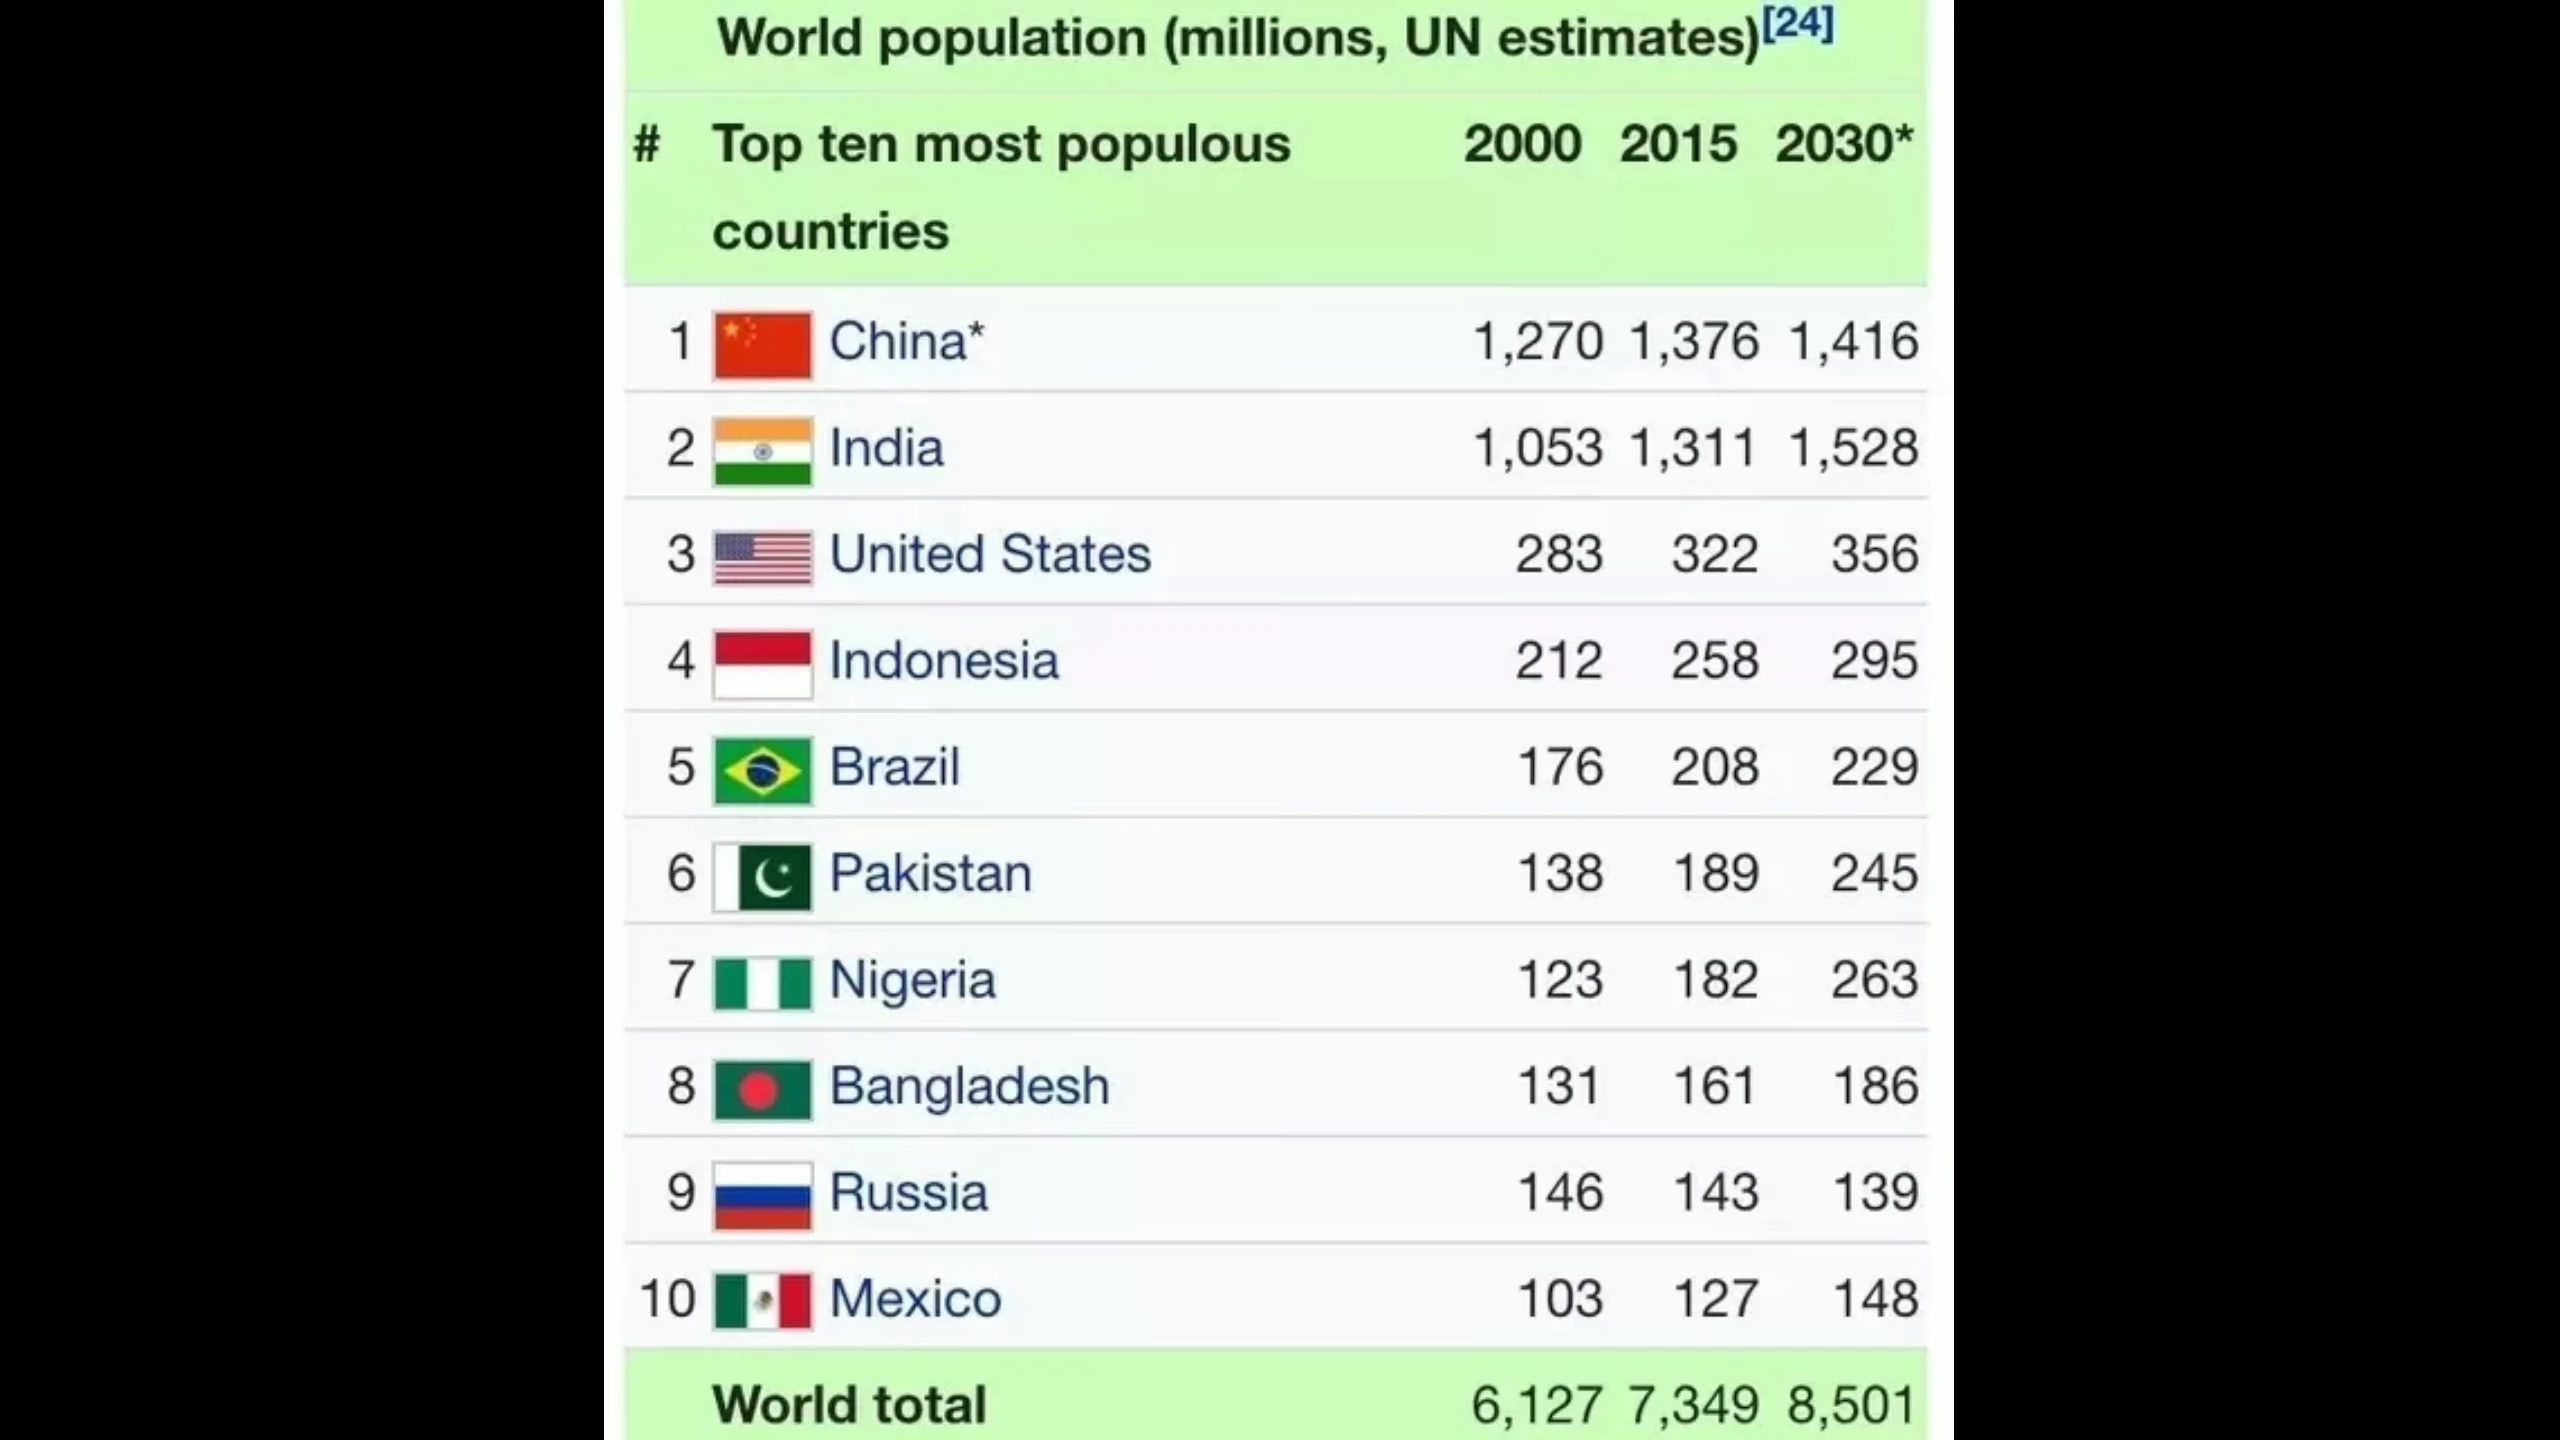 World population (millions, UN estimates)[24]
# Top ten most populous countries 2000 2015 2030*
1 China* 1,270 1,376 1,416
2 India 1,053 1,311 1,528
3 United States 283 322 356
4 Indonesia 212 258 295
5 Brazil 176 208 229
6 Pakistan 138 189 245
7 Nigeria 123 182 263
8 Bangladesh 131 161 186
9 Russia 146 143 139
10 Mexico 103 127 148
World total 6,127 7,349 8,501